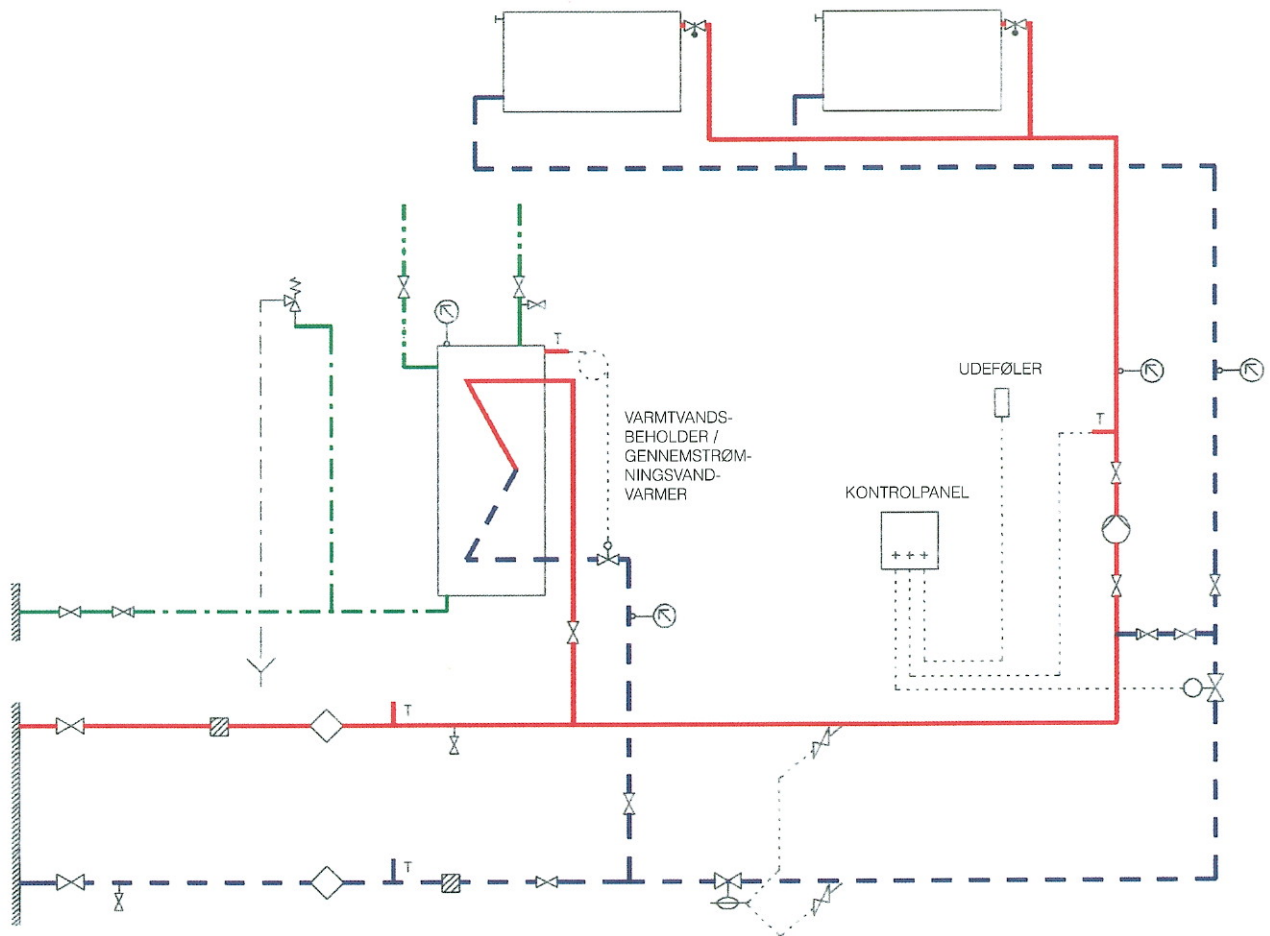 T
UDEFØLER
VARMTVANDS-
BEHOLDER /
GENNEMSTRØM-
NINGSVAND-
VARMER
T
KONTROLPANEL
T
T